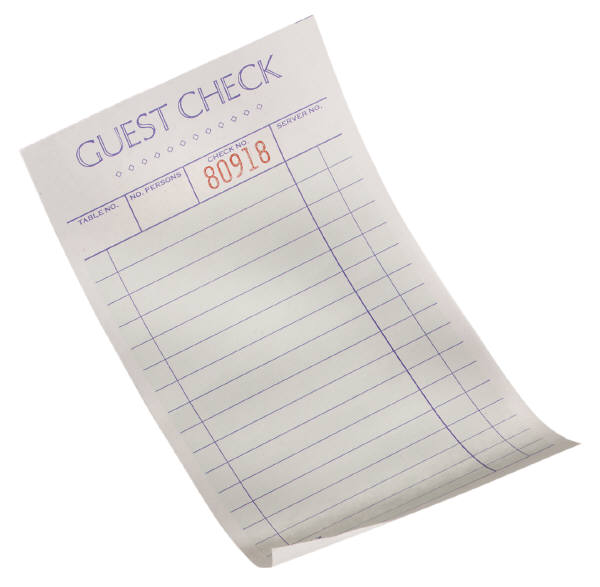 GUEST CHECK
TABLE NO. NO. PERSONS CHECK NO. SERVER NO.
80918